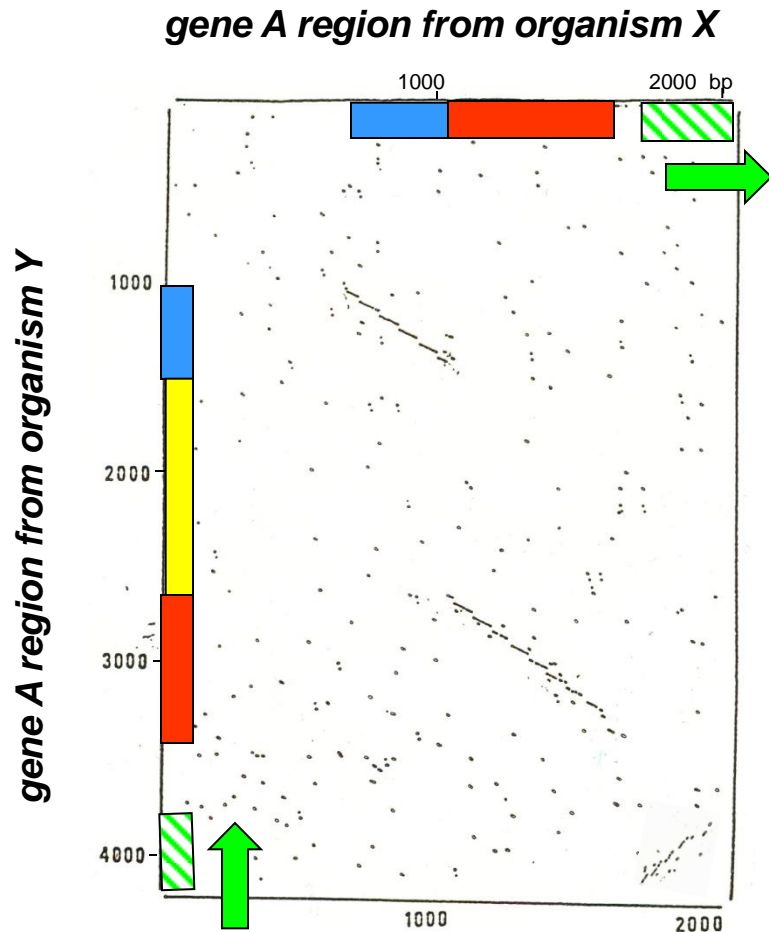 gene A region from organism X
1000 2000 bp
gene A region from organism Y
1000
2000
3000
4000
1000 2000